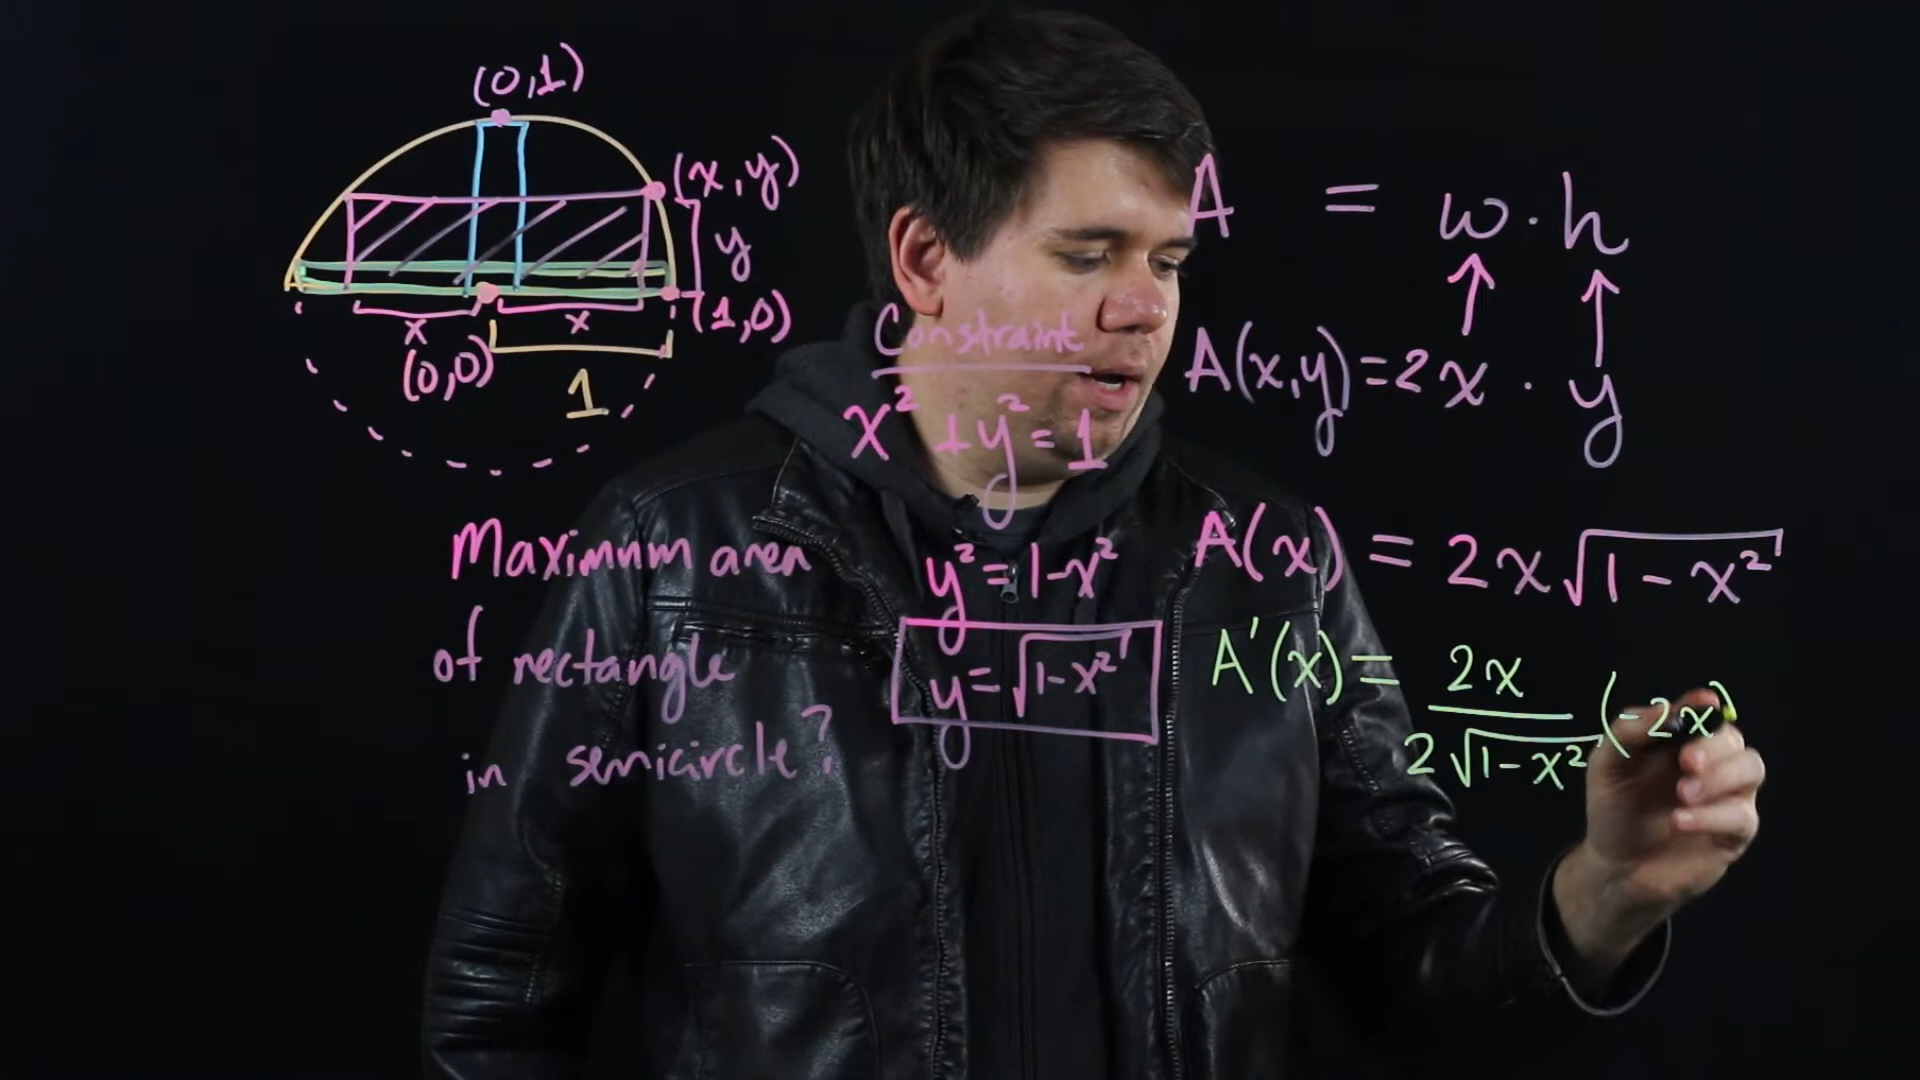 (0,1)
(x,y)
y
x
x
(1,0)
(0,0)
1
Maximum area
of rectangle
in semicircle?
Constraint
x² + y² = 1
y² = 1-x²
y = √1-x²
A = w · h
A(x,y) = 2x · y
A(x) = 2x √1-x²
A'(x) = 2x / 2√1-x² (-2x)